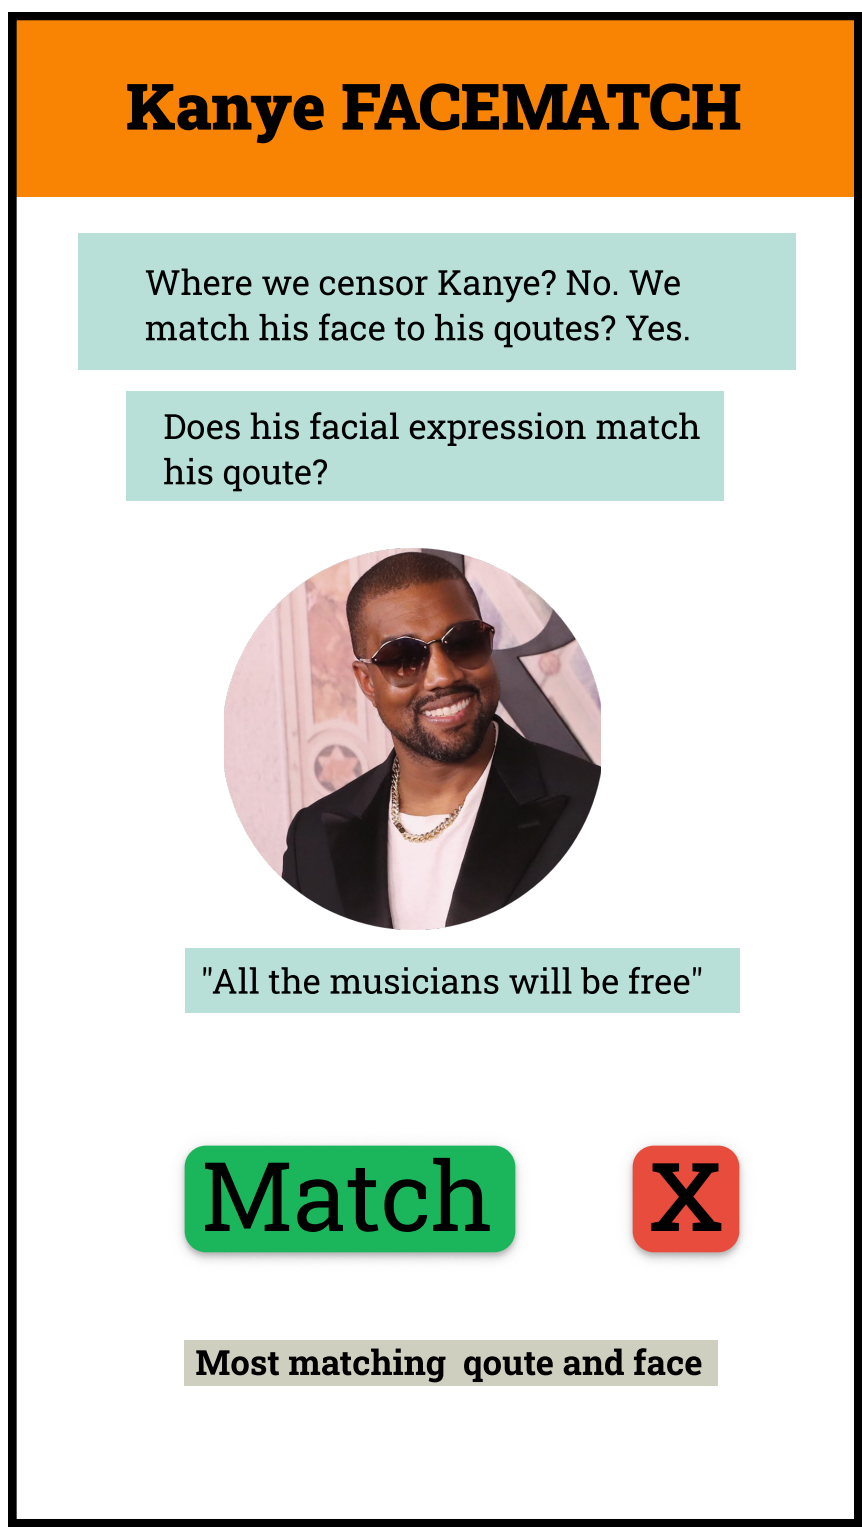 Kanye FACEMATCH
Where we censor Kanye? No. We
match his face to his qoutes? Yes.
Does his facial expression match
his qoute?
"All the musicians will be free"
Match
X
Most matching  qoute and face